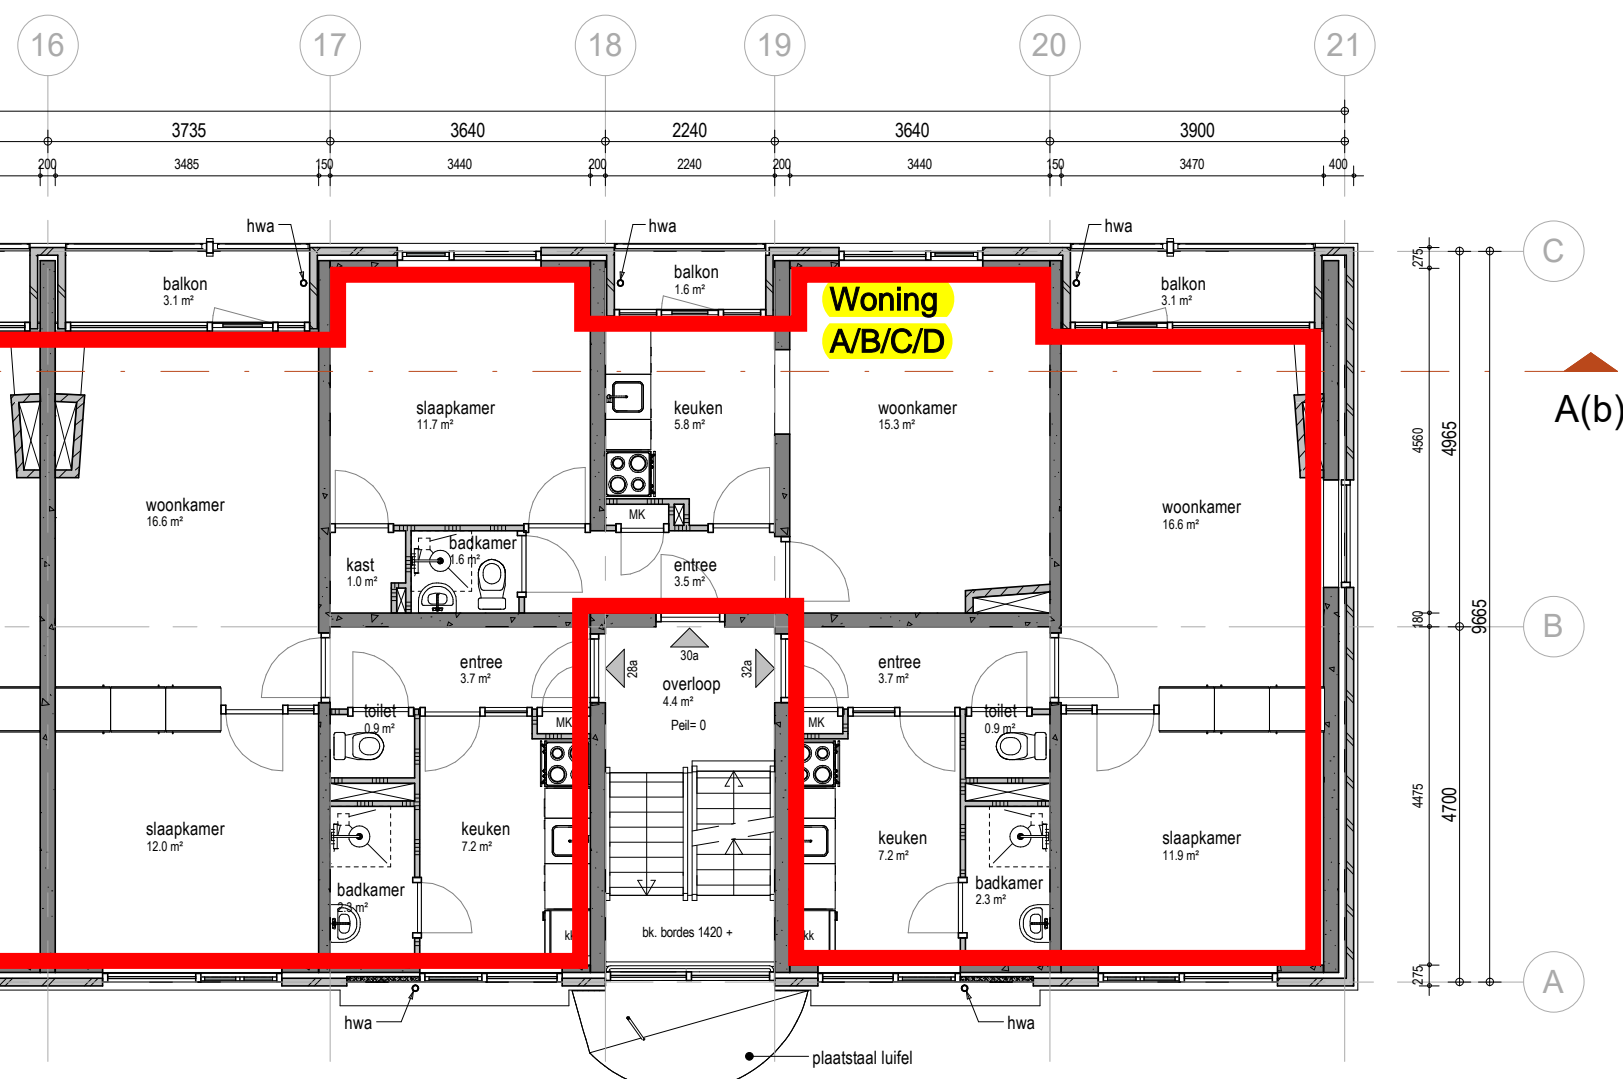 16 17 18 19 20 21
3735 3640 2240 3640 3900
200 3485 150 3440 200 2240 200 3440 150 3470 400
hwa hwa hwa
C
275
balkon
3.1 m²
balkon
1.6 m²
balkon
3.1 m²
Woning
A/B/C/D
A(b)
slaapkamer
11.7 m²
keuken
5.8 m²
woonkamer
15.3 m²
4560
4965
woonkamer
16.6 m²
woonkamer
16.6 m²
MK
kast
1.0 m²
badkamer
1.6 m²
entree
3.5 m²
180
9665
B
entree
3.7 m²
28a
30a
32a
overloop
4.4 m²
Peil= 0
entree
3.7 m²
toilet
0.9 m²
MK
MK
toilet
0.9 m²
slaapkamer
12.0 m²
keuken
7.2 m²
keuken
7.2 m²
slaapkamer
11.9 m²
4475
4700
badkamer
2.3 m²
badkamer
2.3 m²
bk. bordes 1420 +
kk
275
A
hwa
hwa
plaatstaal luifel